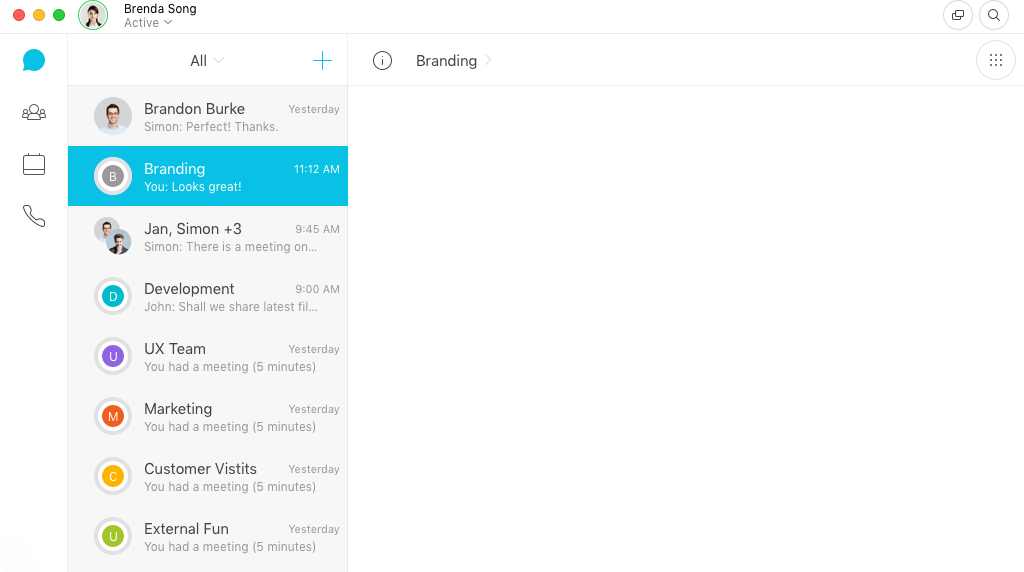 Brenda Song
Active
All
Branding
Brandon Burke Yesterday
Simon: Perfect! Thanks.
B
Branding 11:12 AM
You: Looks great!
Jan, Simon +3 9:45 AM
Simon: There is a meeting on...
D
Development 9:00 AM
John: Shall we share latest fil...
U
UX Team Yesterday
You had a meeting (5 minutes)
M
Marketing Yesterday
You had a meeting (5 minutes)
C
Customer Vistits Yesterday
You had a meeting (5 minutes)
U
External Fun Yesterday
You had a meeting (5 minutes)